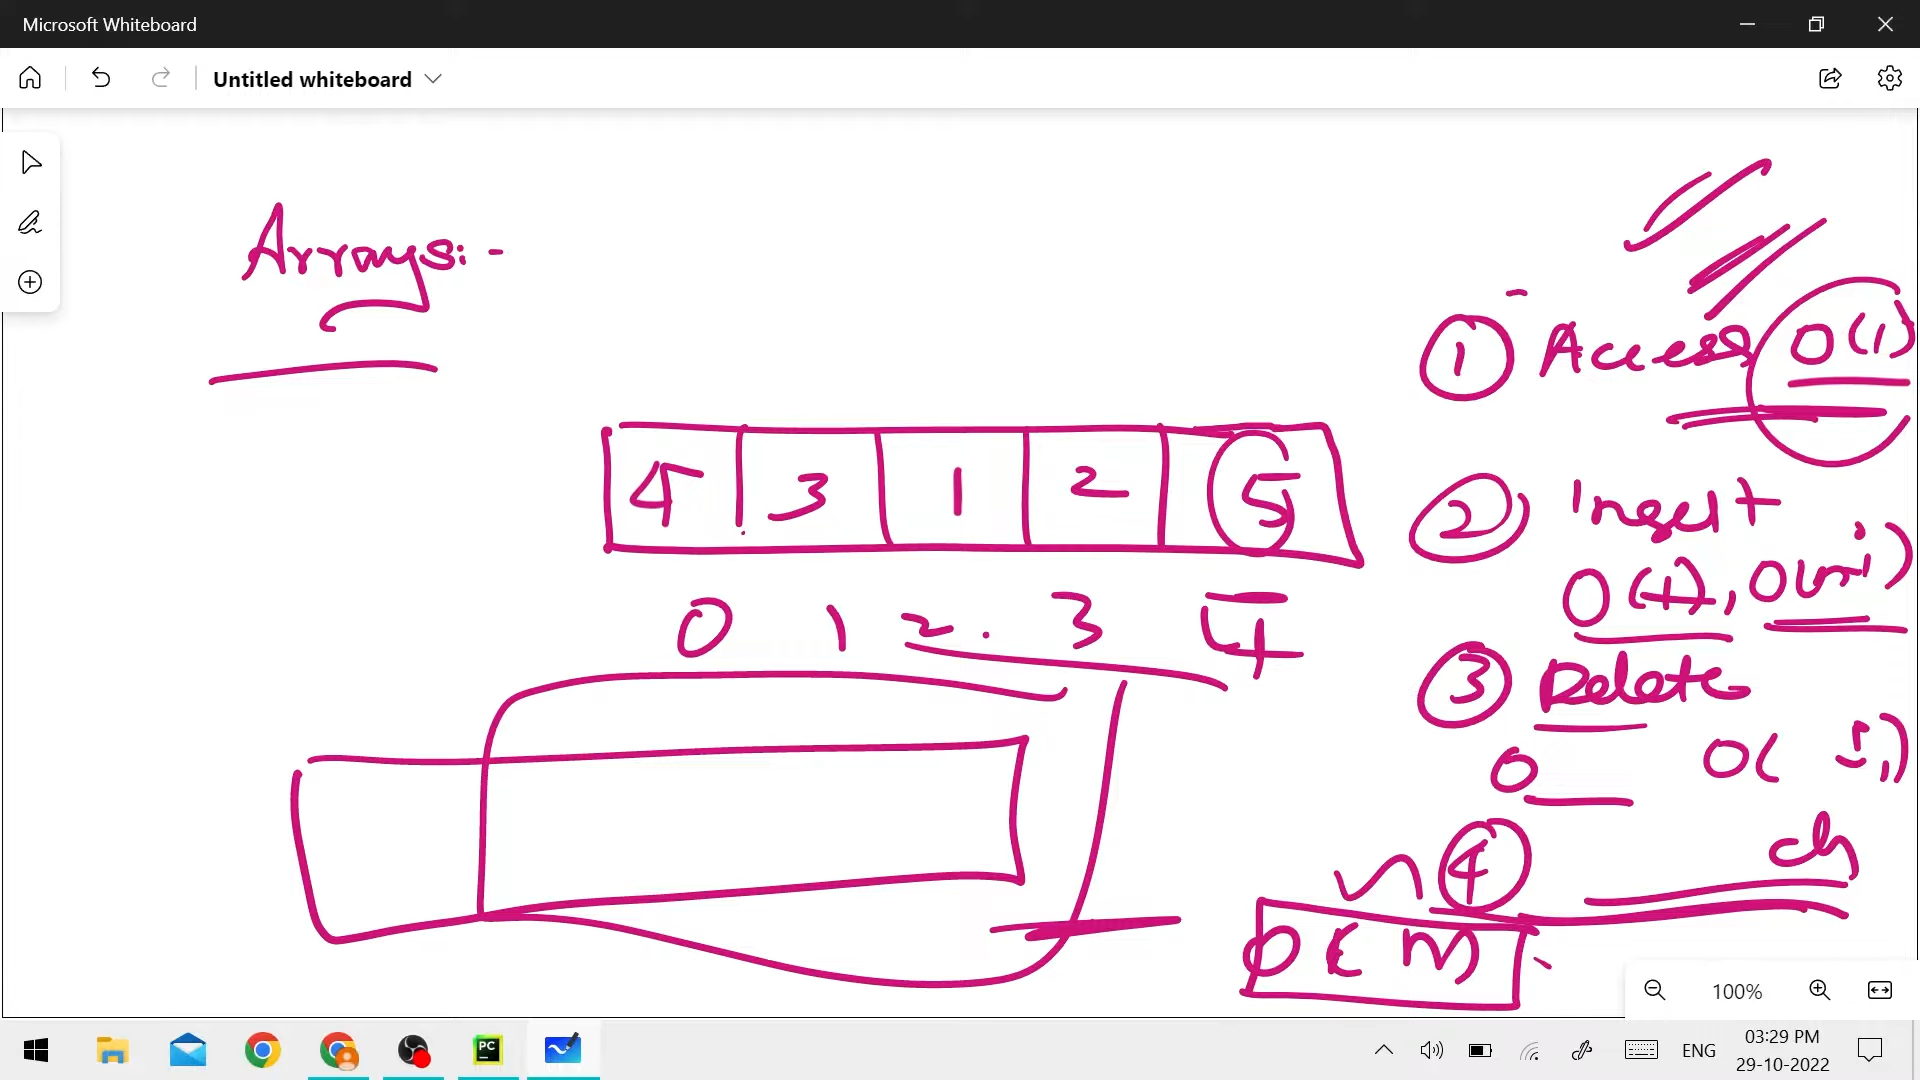 Microsoft Whiteboard
Untitled whiteboard
Arrays:-
① Access O(1)
4 3 1 2 5
② Insert
0 1 2. 3 4
O(1),
③ Delete
O O(
④
O(n)
100%
PC
ENG
03:29 PM
29-10-2022